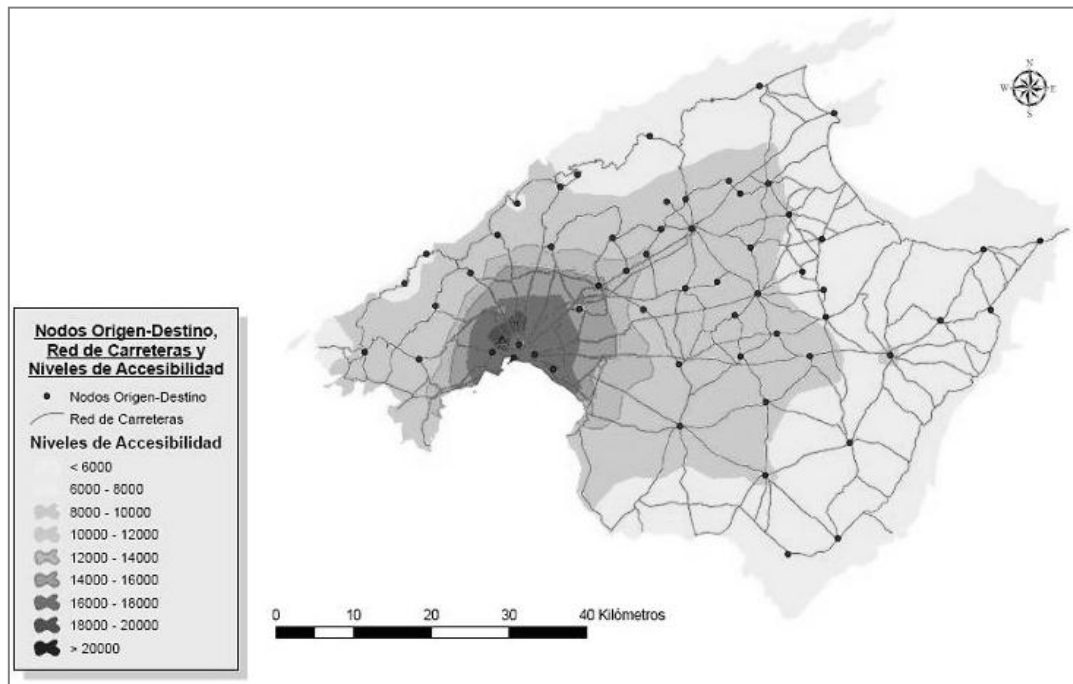 N
W E
S
Nodos Origen-Destino,
Red de Carreteras y
Niveles de Accesibilidad
Nodos Origen-Destino
Red de Carreteras
Niveles de Accesibilidad
< 6000
6000 - 8000
8000 - 10000
10000 - 12000
12000 - 14000
14000 - 16000
16000 - 18000
18000 - 20000
> 20000
0 10 20 30 40 Kilómetros